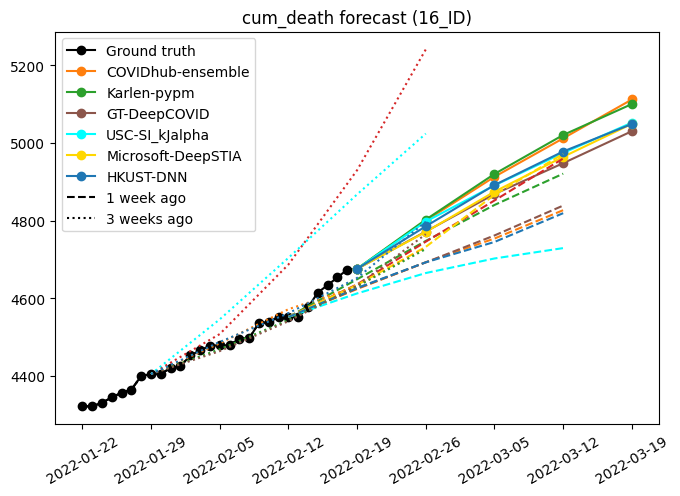 cum_death forecast (16_ID)
Ground truth
COVIDhub-ensemble
Karlen-pypm
GT-DeepCOVID
USC-SI_kJalpha
Microsoft-DeepSTIA
HKUST-DNN
1 week ago
3 weeks ago
5200
5000
4800
4600
4400
2022-01-22
2022-01-29
2022-02-05
2022-02-12
2022-02-19
2022-02-26
2022-03-05
2022-03-12
2022-03-19